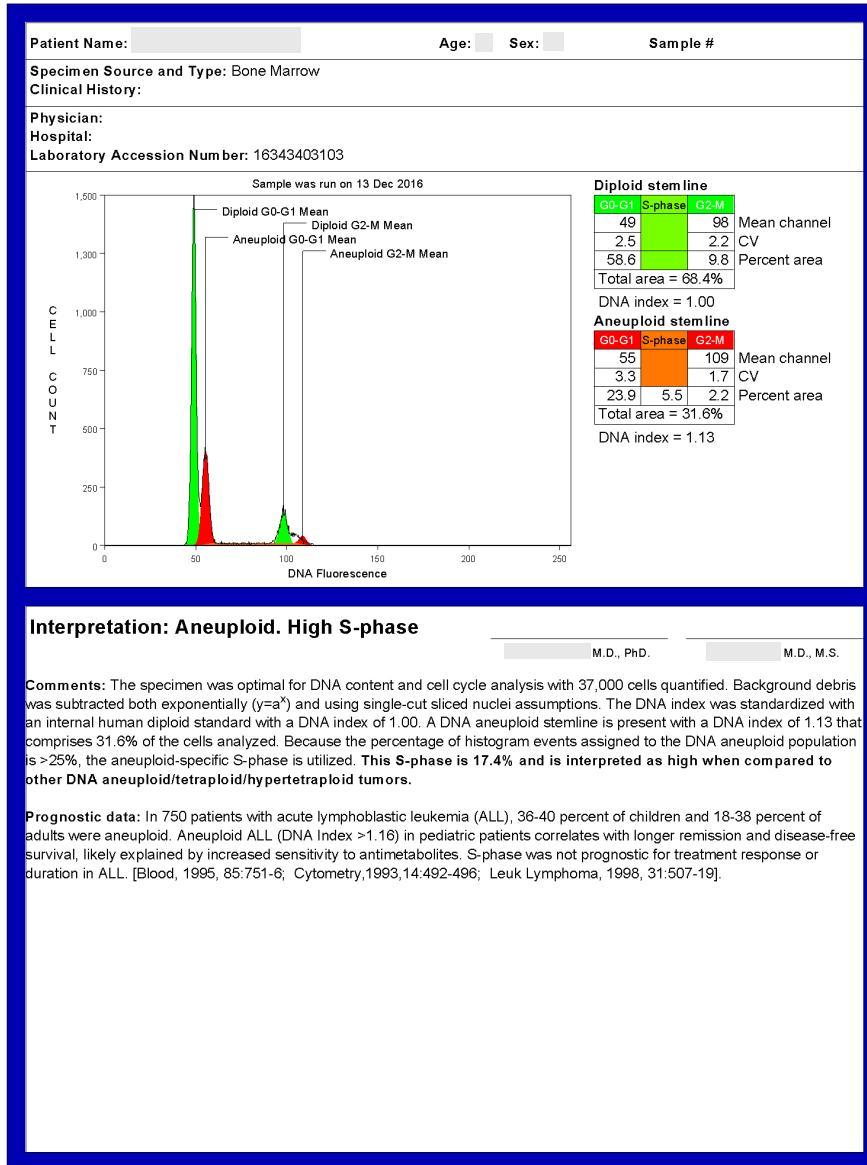 Patient Name: Age: Sex: Sample #
Specimen Source and Type: Bone Marrow
Clinical History:
Physician:
Hospital:
Laboratory Accession Number: 16343403103
Sample was run on 13 Dec 2016
1,500
1,300
1,000
750
500
250
0
CELL COUNT
Diploid G0-G1 Mean
Diploid G2-M Mean
Aneuploid G0-G1 Mean
Aneuploid G2-M Mean
0 50 100 150 200 250
DNA Fluorescence
Diploid stemline
G0-G1 S-phase G2-M
49 98 Mean channel
2.5 2.2 CV
58.6 9.8 Percent area
Total area = 68.4%
DNA index = 1.00
Aneuploid stemline
G0-G1 S-phase G2-M
55 109 Mean channel
3.3 1.7 CV
23.9 5.5 2.2 Percent area
Total area = 31.6%
DNA index = 1.13
Interpretation: Aneuploid. High S-phase
M.D., PhD. M.D., M.S.
Comments: The specimen was optimal for DNA content and cell cycle analysis with 37,000 cells quantified. Background debris
was subtracted both exponentially (y=aˣ) and using single-cut sliced nuclei assumptions. The DNA index was standardized with
an internal human diploid standard with a DNA index of 1.00. A DNA aneuploid stemline is present with a DNA index of 1.13 that
comprises 31.6% of the cells analyzed. Because the percentage of histogram events assigned to the DNA aneuploid population
is >25%, the aneuploid-specific S-phase is utilized. This S-phase is 17.4% and is interpreted as high when compared to
other DNA aneuploid/tetraploid/hypertetraploid tumors.
Prognostic data: In 750 patients with acute lymphoblastic leukemia (ALL), 36-40 percent of children and 18-38 percent of
adults were aneuploid. Aneuploid ALL (DNA Index >1.16) in pediatric patients correlates with longer remission and disease-free
survival, likely explained by increased sensitivity to antimetabolites. S-phase was not prognostic for treatment response or
duration in ALL. [Blood, 1995, 85:751-6; Cytometry,1993,14:492-496; Leuk Lymphoma, 1998, 31:507-19].